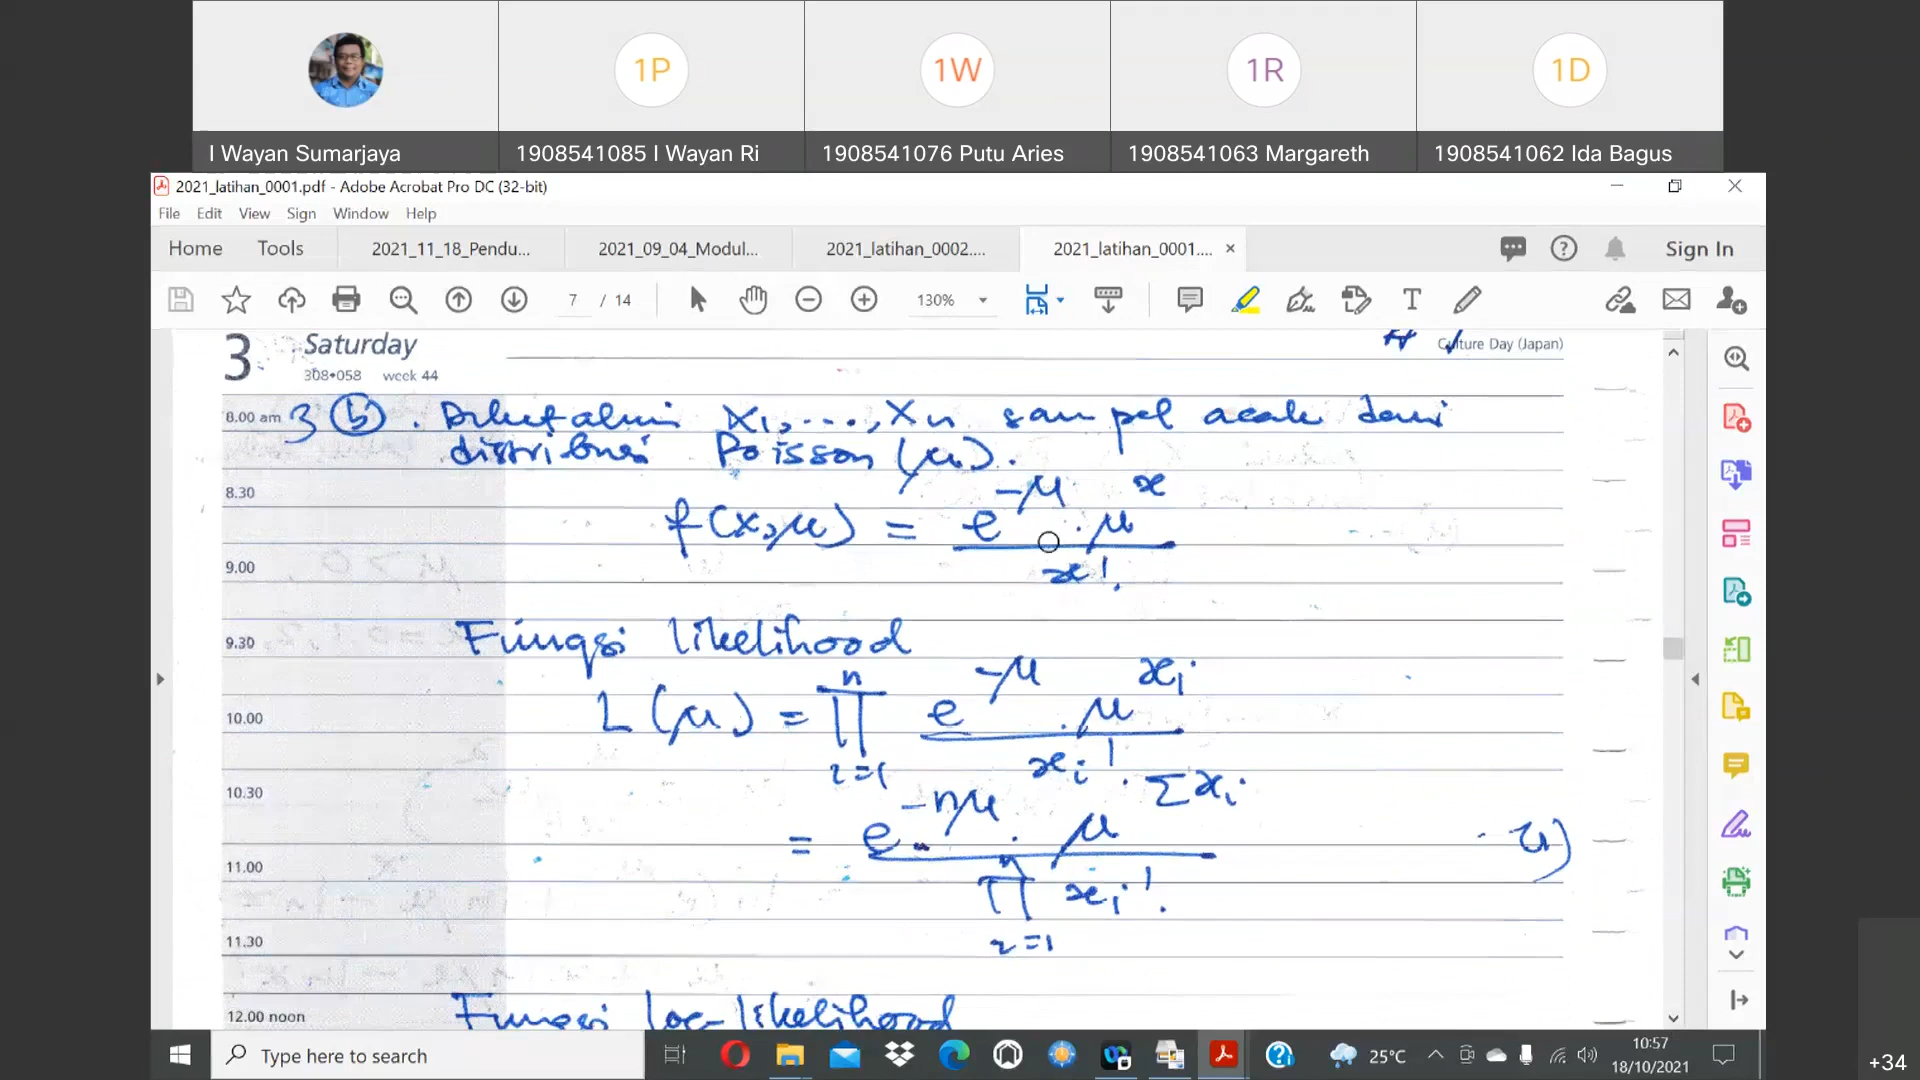 1P
1W
1R
1D
I Wayan Sumarjaya
1908541085 I Wayan Ri
1908541076 Putu Aries
1908541063 Margareth
1908541062 Ida Bagus
2021_latihan_0001.pdf - Adobe Acrobat Pro DC (32-bit)
File Edit View Sign Window Help
Home Tools 2021_11_18_Pendu... 2021_09_04_Modul... 2021_latihan_0002.... 2021_latihan_0001.... × Sign In
7 / 14 130%
3 Saturday
308•058 week 44
Culture Day (Japan)
8.00 am 3 (b). Diketahui X₁, ..., Xₙ sampel acak dari
distribusi Poisson (μ).
8.30
f(x,μ) = e^{-μ} . μ^x / x!
9.00
9.30 Fungsi likelihood
10.00 L(μ) = ∏_{i=1}^{n} e^{-μ} . μ^{x_i} / x_i!
10.30
= e^{-nμ} . μ^{Σx_i} / ∏_{i=1}^{n} x_i!
11.00
11.30
12.00 noon Fungsi log-likelihood
Type here to search
25°C
10:57
18/10/2021
+34